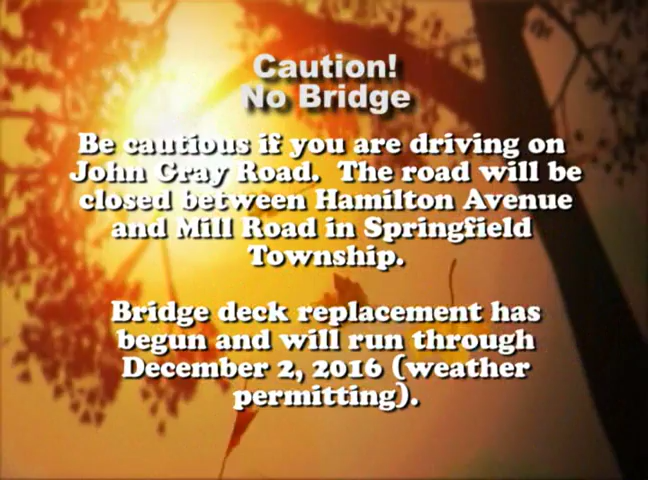 Caution!
No Bridge
Be cautious if you are driving on
John Gray Road.  The road will be
closed between Hamilton Avenue
and Mill Road in Springfield
Township.
Bridge deck replacement has
begun and will run through
December 2, 2016 (weather
permitting).